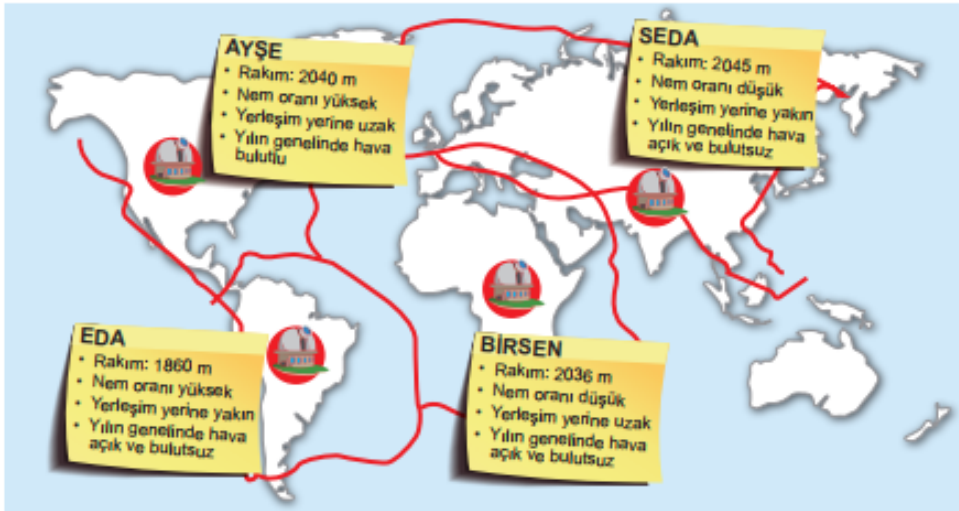 AYŞE
• Rakım: 2040 m
• Nem oranı yüksek
• Yerleşim yerine uzak
• Yılın genelinde hava
bulutlu
SEDA
• Rakım: 2045 m
• Nem oranı düşük
• Yerleşim yerine yakın
• Yılın genelinde hava
açık ve bulutsuz
EDA
• Rakım: 1860 m
• Nem oranı yüksek
• Yerleşim yerine yakın
• Yılın genelinde hava
açık ve bulutsuz
BİRSEN
• Rakım: 2036 m
• Nem oranı düşük
• Yerleşim yerine uzak
• Yılın genelinde hava
açık ve bulutsuz